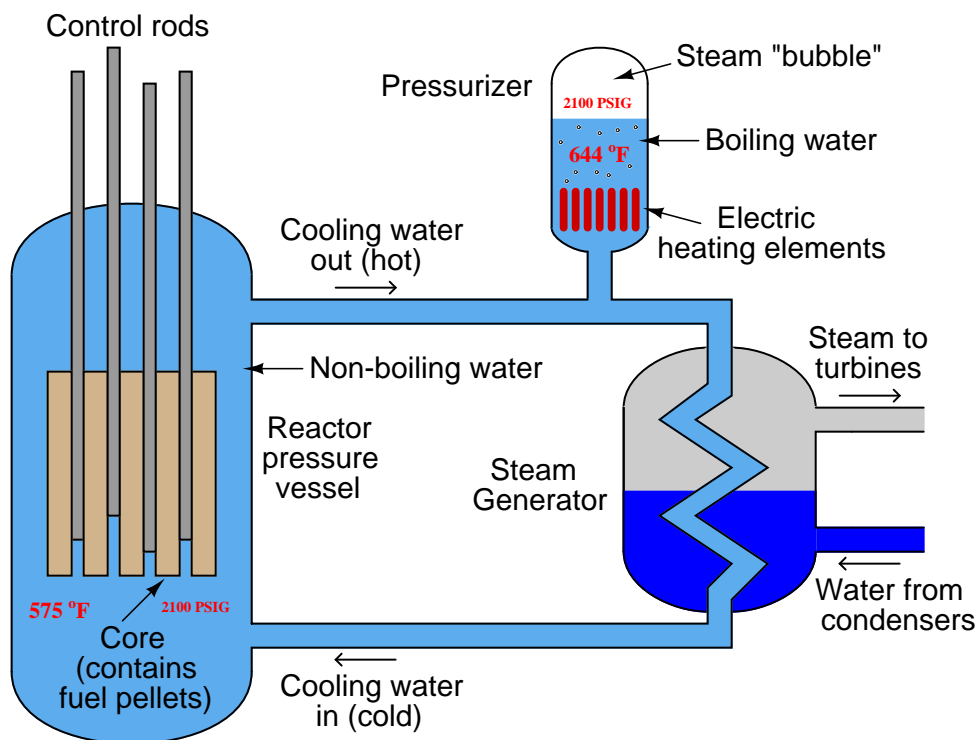 Control rods
Steam "bubble"
Pressurizer
2100 PSIG
Boiling water
644 °F
Electric
heating elements
Cooling water
out (hot)
Steam to
turbines
Non-boiling water
Reactor
pressure
vessel
Steam
Generator
575 °F
2100 PSIG
Water from
condensers
Core
(contains
fuel pellets)
Cooling water
in (cold)